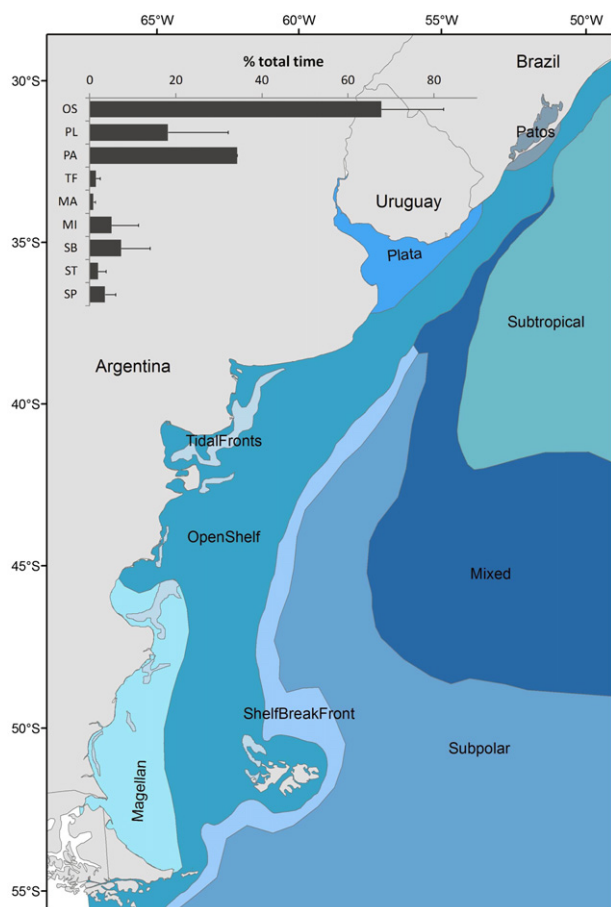 65°W 60°W 55°W 50°W
% total time
0 20 40 60 80
Brazil
30°S
OS
PL
PA
TF
MA
MI
SB
ST
SP
Patos
Uruguay
35°S
Plata
Subtropical
Argentina
40°S
TidalFronts
OpenShelf
45°S
Mixed
ShelfBreakFront
50°S
Subpolar
Magellan
55°S